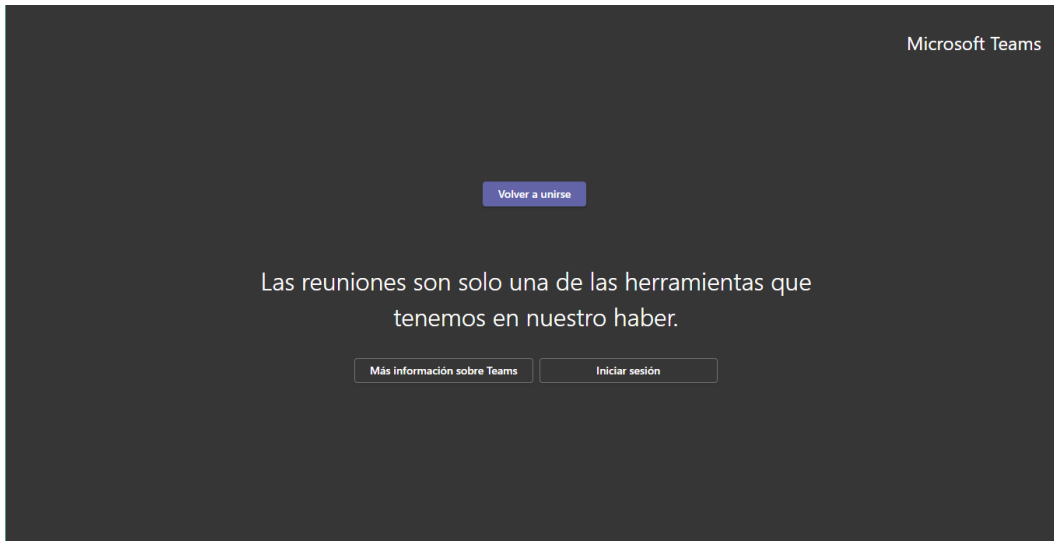 Microsoft Teams
Volver a unirse
Las reuniones son solo una de las herramientas que
tenemos en nuestro haber.
Más información sobre Teams
Iniciar sesión